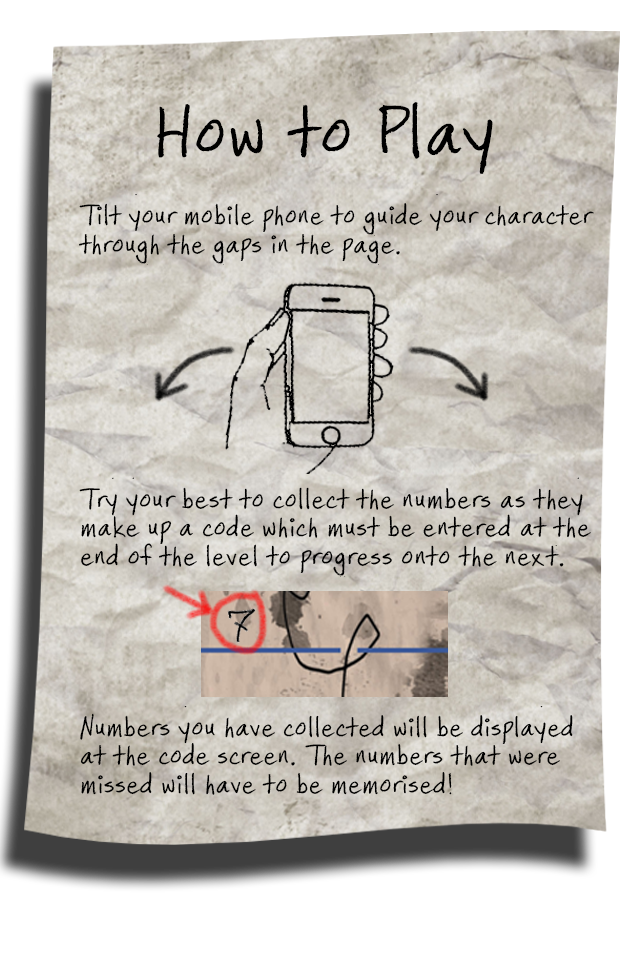 How to Play
Tilt your mobile phone to guide your character
through the gaps in the page.
Try your best to collect the numbers as they
make up a code which must be entered at the
end of the level to progress onto the next.
7
Numbers you have collected will be displayed
at the code screen. The numbers that were
missed will have to be memorised!